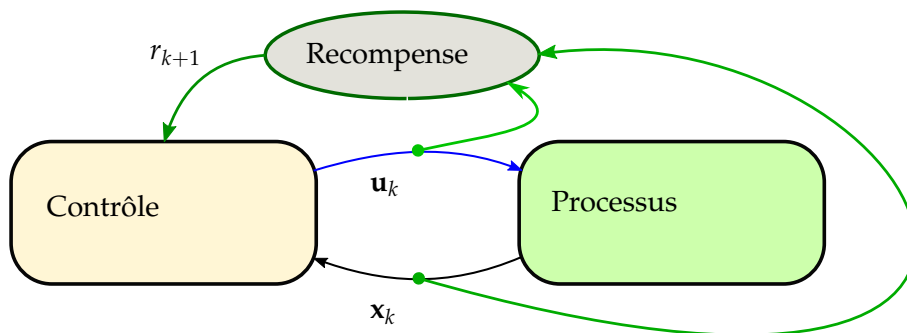 Recompense
r_{k+1}
Contrôle
u_k
Processus
x_k